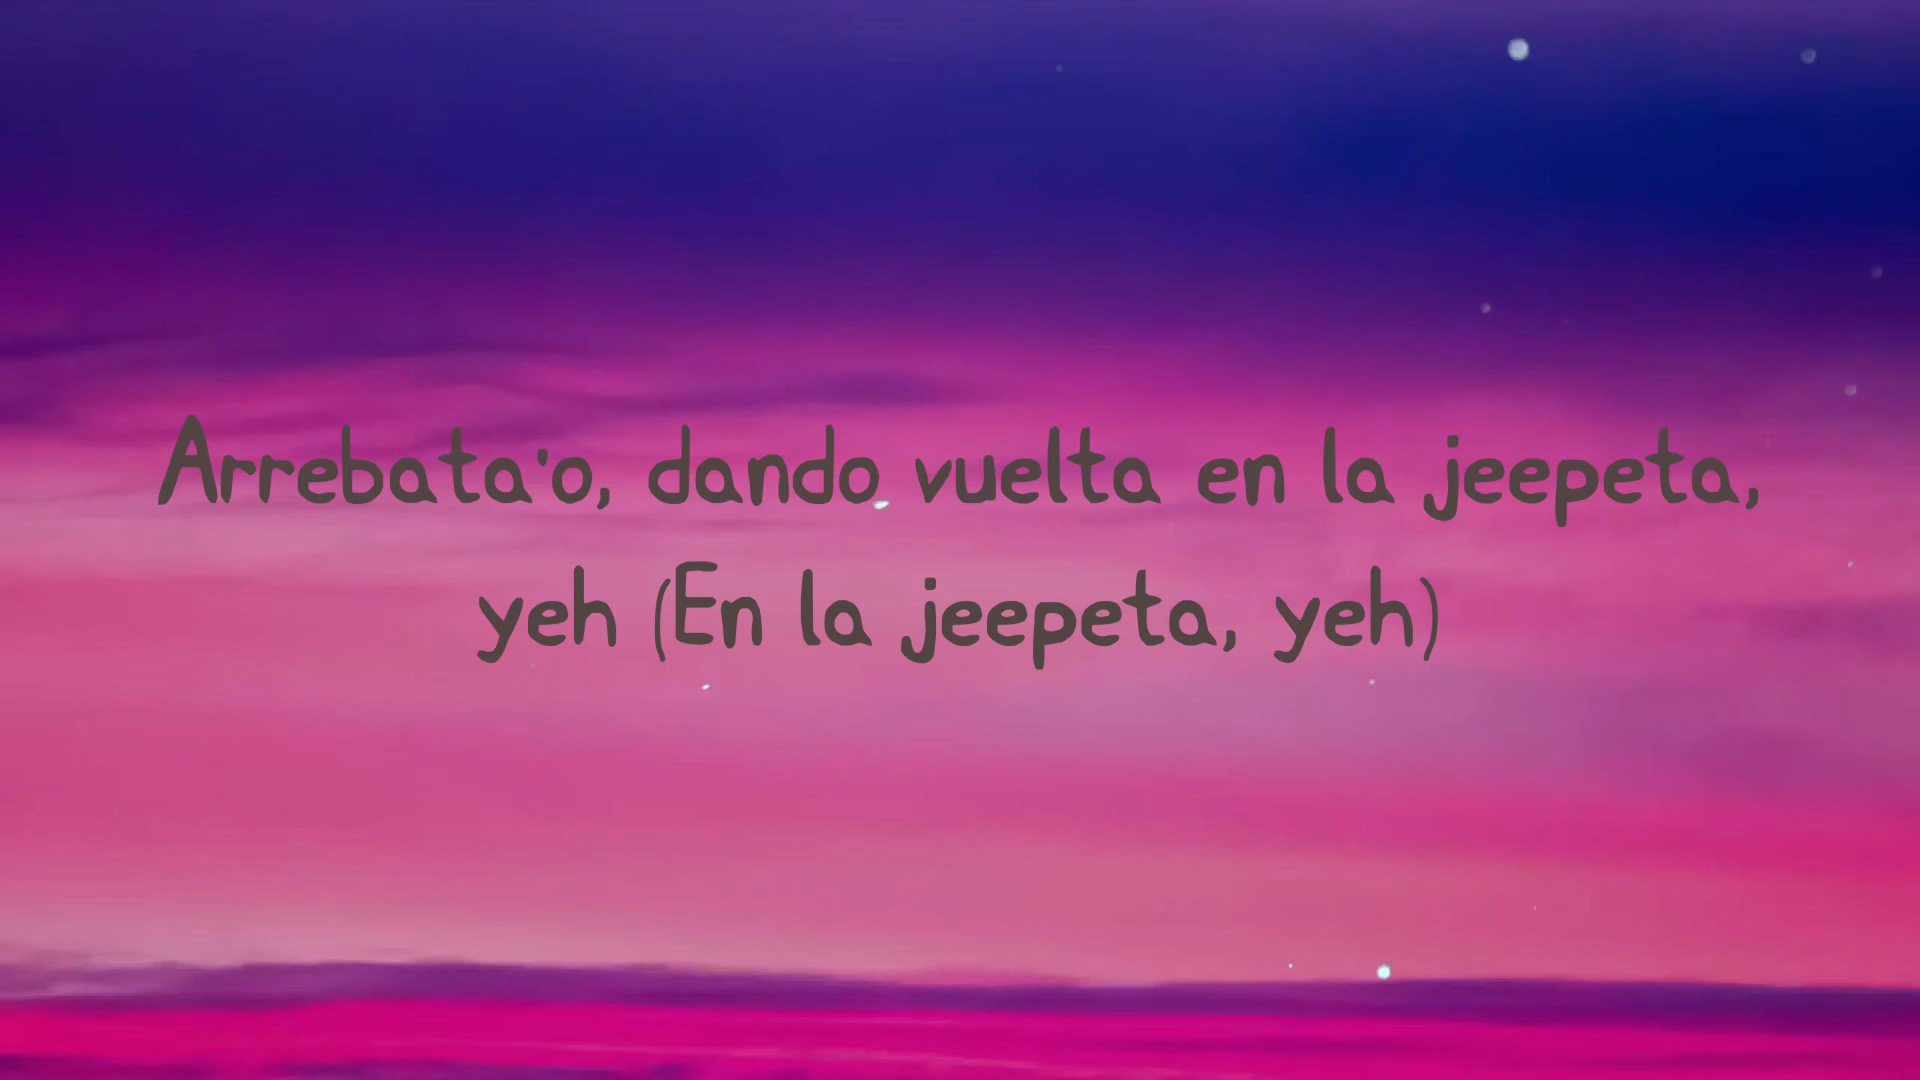 Arrebata'o, dando vuelta en la jeepeta,
yeh (En la jeepeta, yeh)